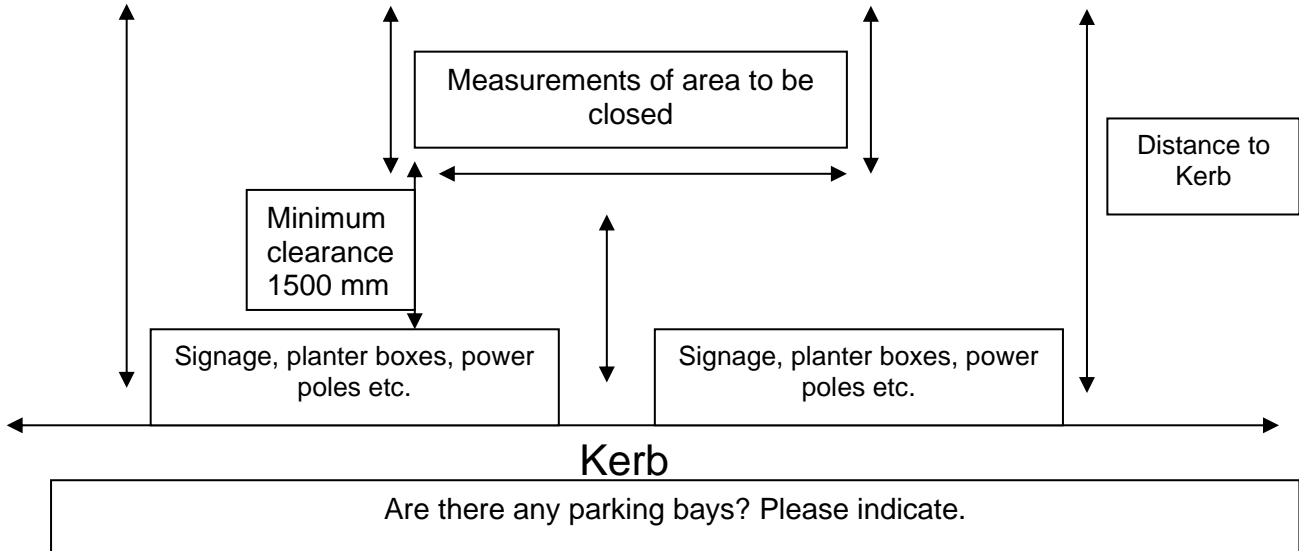 Measurements of area to be
closed
Distance to
Kerb
Minimum
clearance
1500 mm
Signage, planter boxes, power
poles etc.
Signage, planter boxes, power
poles etc.
Kerb
Are there any parking bays? Please indicate.